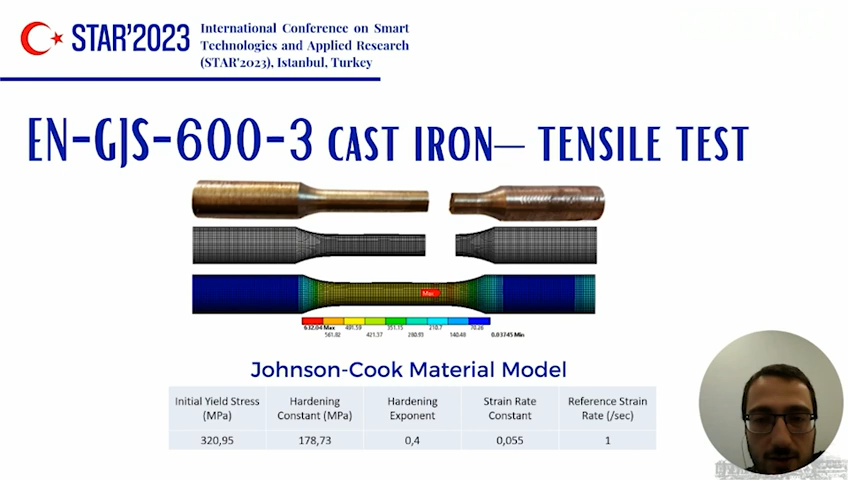 STAR'2023
International Conference on Smart
Technologies and Applied Research
(STAR'2023), Istanbul, Turkey
EN-GJS-600-3 CAST IRON— TENSILE TEST
Max
632.04 Max 491.59 351.15 210.7 70.26
561.82 421.37 280.93 140.48 0.03745 Min
Johnson-Cook Material Model
Initial Yield Stress (MPa) Hardening Constant (MPa) Hardening Exponent Strain Rate Constant Reference Strain Rate (/sec)
320,95 178,73 0,4 0,055 1